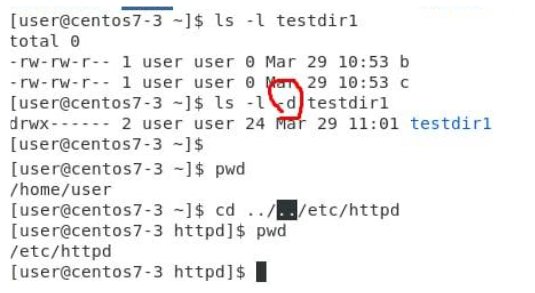 [user@centos7-3 ~]$ ls -l testdir1
total 0
-rw-rw-r-- 1 user user 0 Mar 29 10:53 b
-rw-rw-r-- 1 user user 0 Mar 29 10:53 c
[user@centos7-3 ~]$ ls -l -d testdir1
drwx------ 2 user user 24 Mar 29 11:01 testdir1
[user@centos7-3 ~]$
[user@centos7-3 ~]$ pwd
/home/user
[user@centos7-3 ~]$ cd ../../etc/httpd
[user@centos7-3 httpd]$ pwd
/etc/httpd
[user@centos7-3 httpd]$